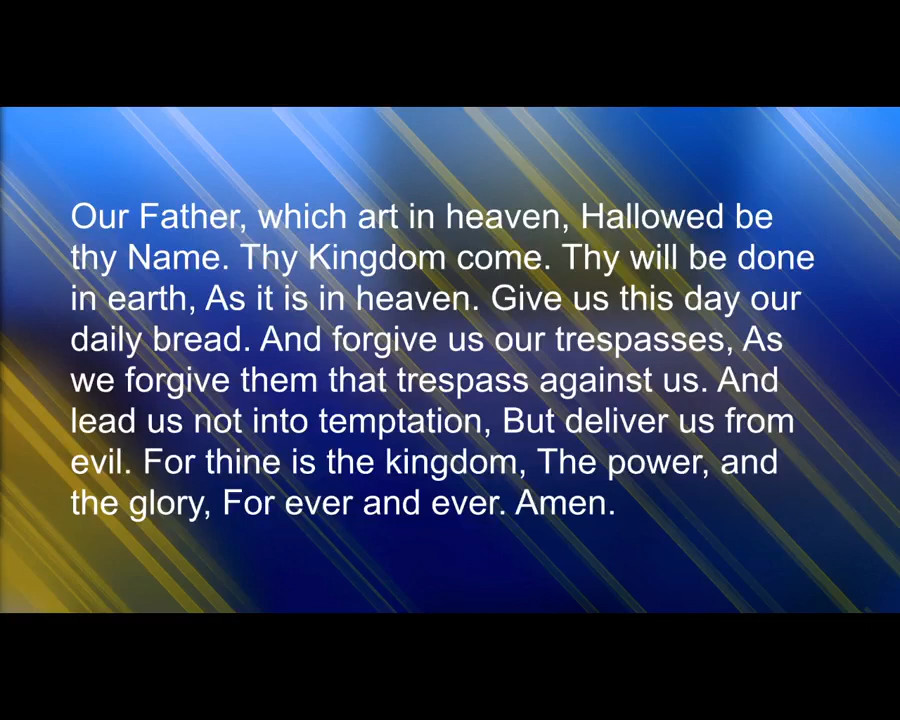 Our Father, which art in heaven, Hallowed be
thy Name. Thy Kingdom come. Thy will be done
in earth, As it is in heaven. Give us this day our
daily bread. And forgive us our trespasses, As
we forgive them that trespass against us. And
lead us not into temptation, But deliver us from
evil. For thine is the kingdom, The power, and
the glory, For ever and ever. Amen.